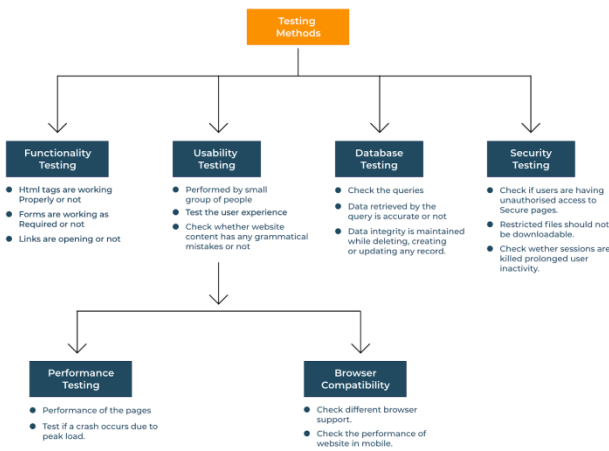 Testing
Methods
Functionality
Testing
Html tags are working
Properly or not
Forms are working as
Required or not
Links are opening or not
Usability
Testing
Performed by small
group of people
Test the user experience
Check whether website
content has any grammatical
mistakes or not
Database
Testing
Check the queries
Data retrieved by the
query is accurate or not
Data integrity is maintained
while deleting, creating
or updating any record.
Security
Testing
Check if users are having
unauthorised access to
Secure pages.
Restricted files should not
be downloadable.
Check wether sessions are
killed prolonged user
inactivity.
Performance
Testing
Performance of the pages
Test if a crash occurs due to
peak load.
Browser
Compatibility
Check different browser
support.
Check the performance of
website in mobile.